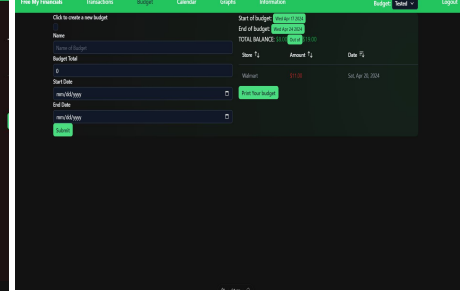 Free My Financials Transactions Budget Calendar Graphs Information Budget: Tested Logout
Click to create a new budget
Name
Name of Budget
Budget Total
0
Start Date
mm/dd/yyyy
End Date
mm/dd/yyyy
Submit
Start of budget: Wed Apr 17 2024
End of budget: Wed Apr 24 2024
TOTAL BALANCE: Out of
Store Amount Date
Walmart Sat, Apr 20, 2024
Print Your budget